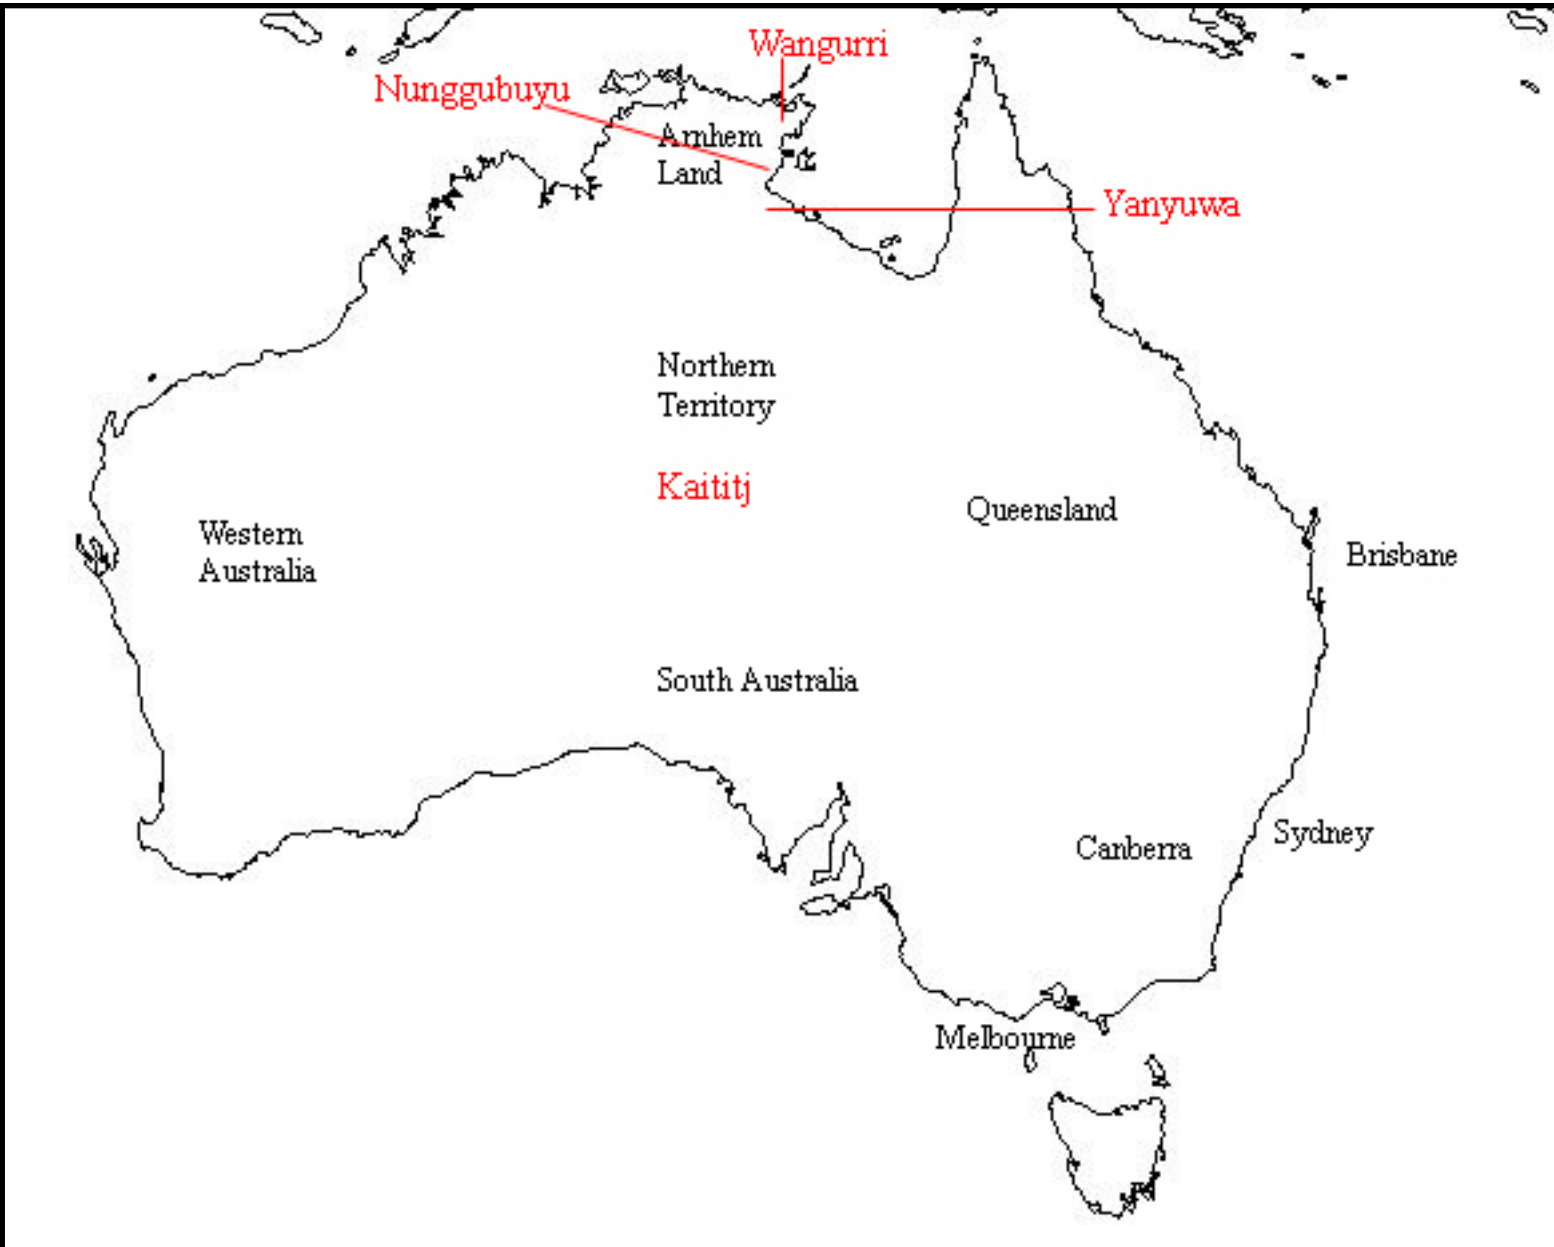 Wangurri
Nunggubuyu
Arnhem
Land
Yanyuwa
Northern
Territory
Kaititj
Queensland
Western
Australia
Brisbane
South Australia
Sydney
Canberra
Melbourne